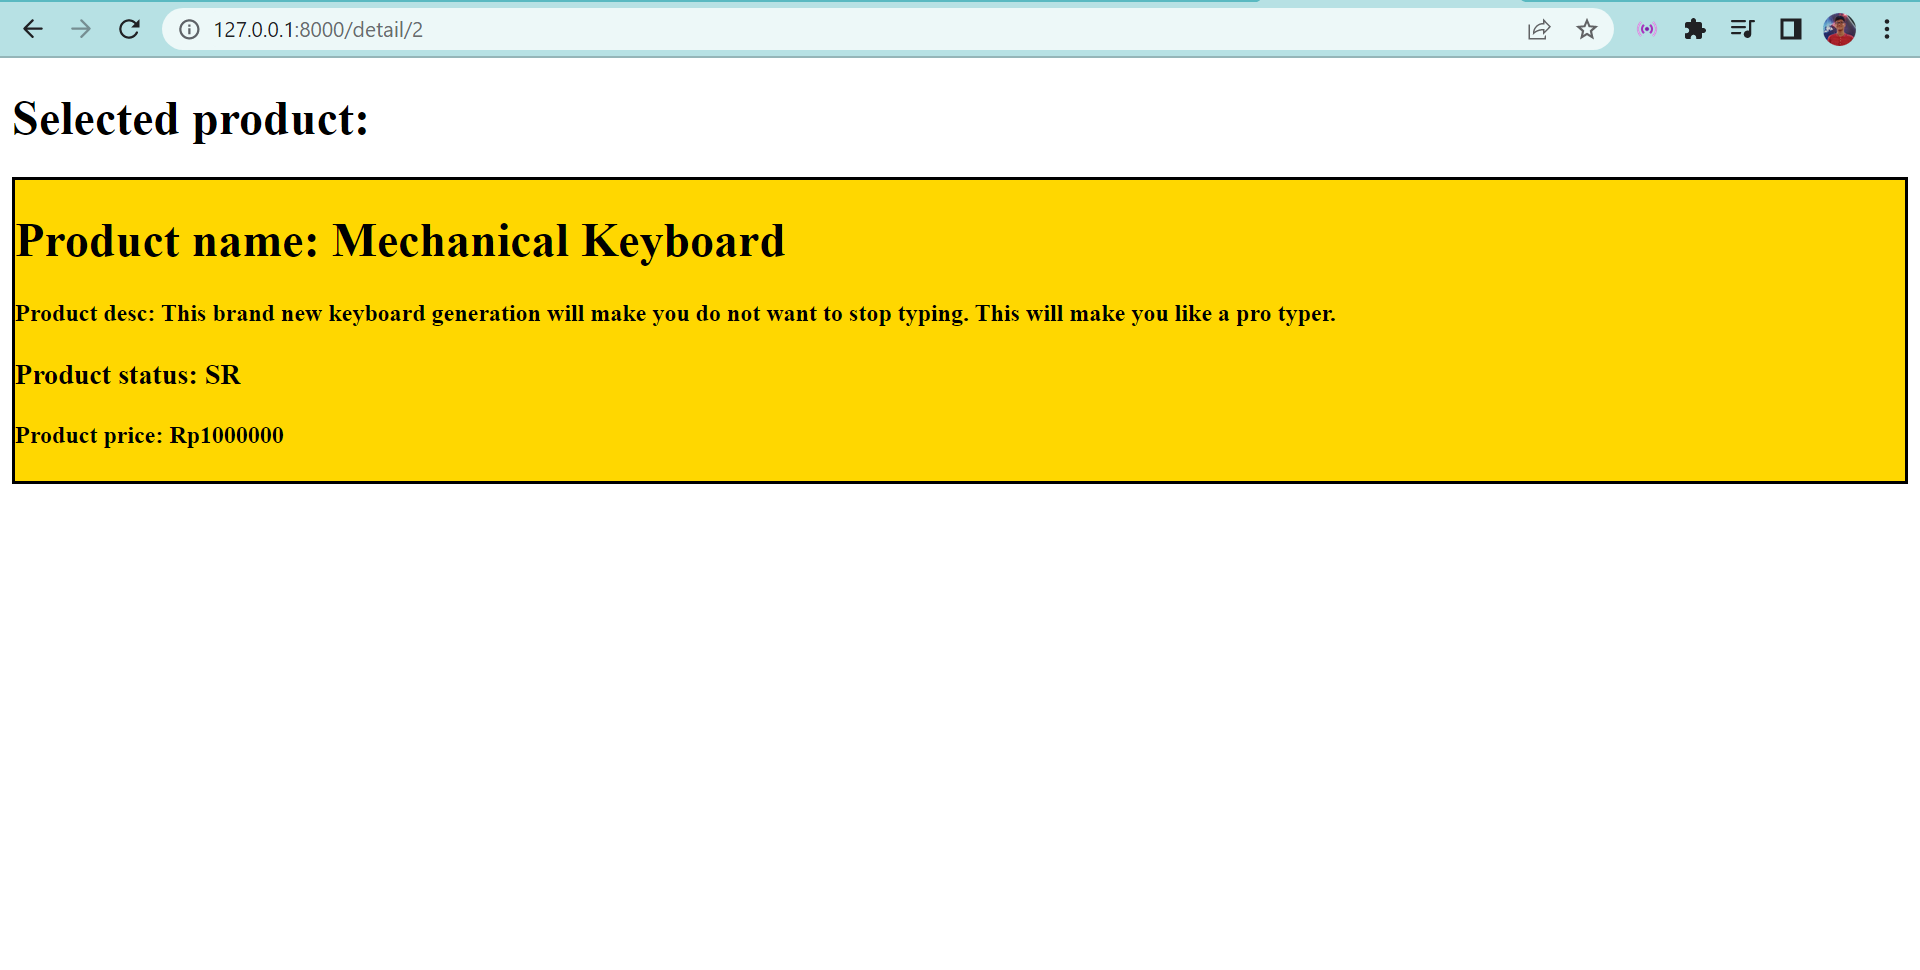 127.0.0.1:8000/detail/2
Selected product:
Product name: Mechanical Keyboard
Product desc: This brand new keyboard generation will make you do not want to stop typing. This will make you like a pro typer.
Product status: SR
Product price: Rp1000000